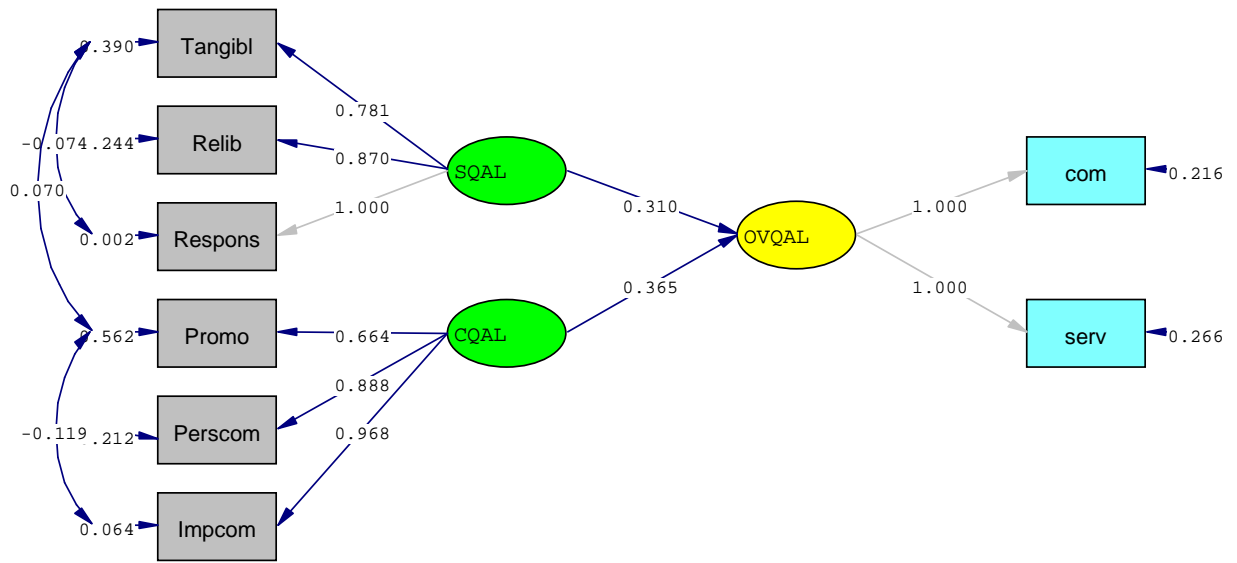 0.390
Tangibl
0.781
-0.074
.244
Relib
0.870
SQAL
0.070
1.000
0.310
0.002
Respons
OVQAL
1.000
com
0.216
0.365
1.000
0.562
Promo
0.664
CQAL
serv
0.266
0.888
-0.119
.212
Perscom
0.968
0.064
Impcom